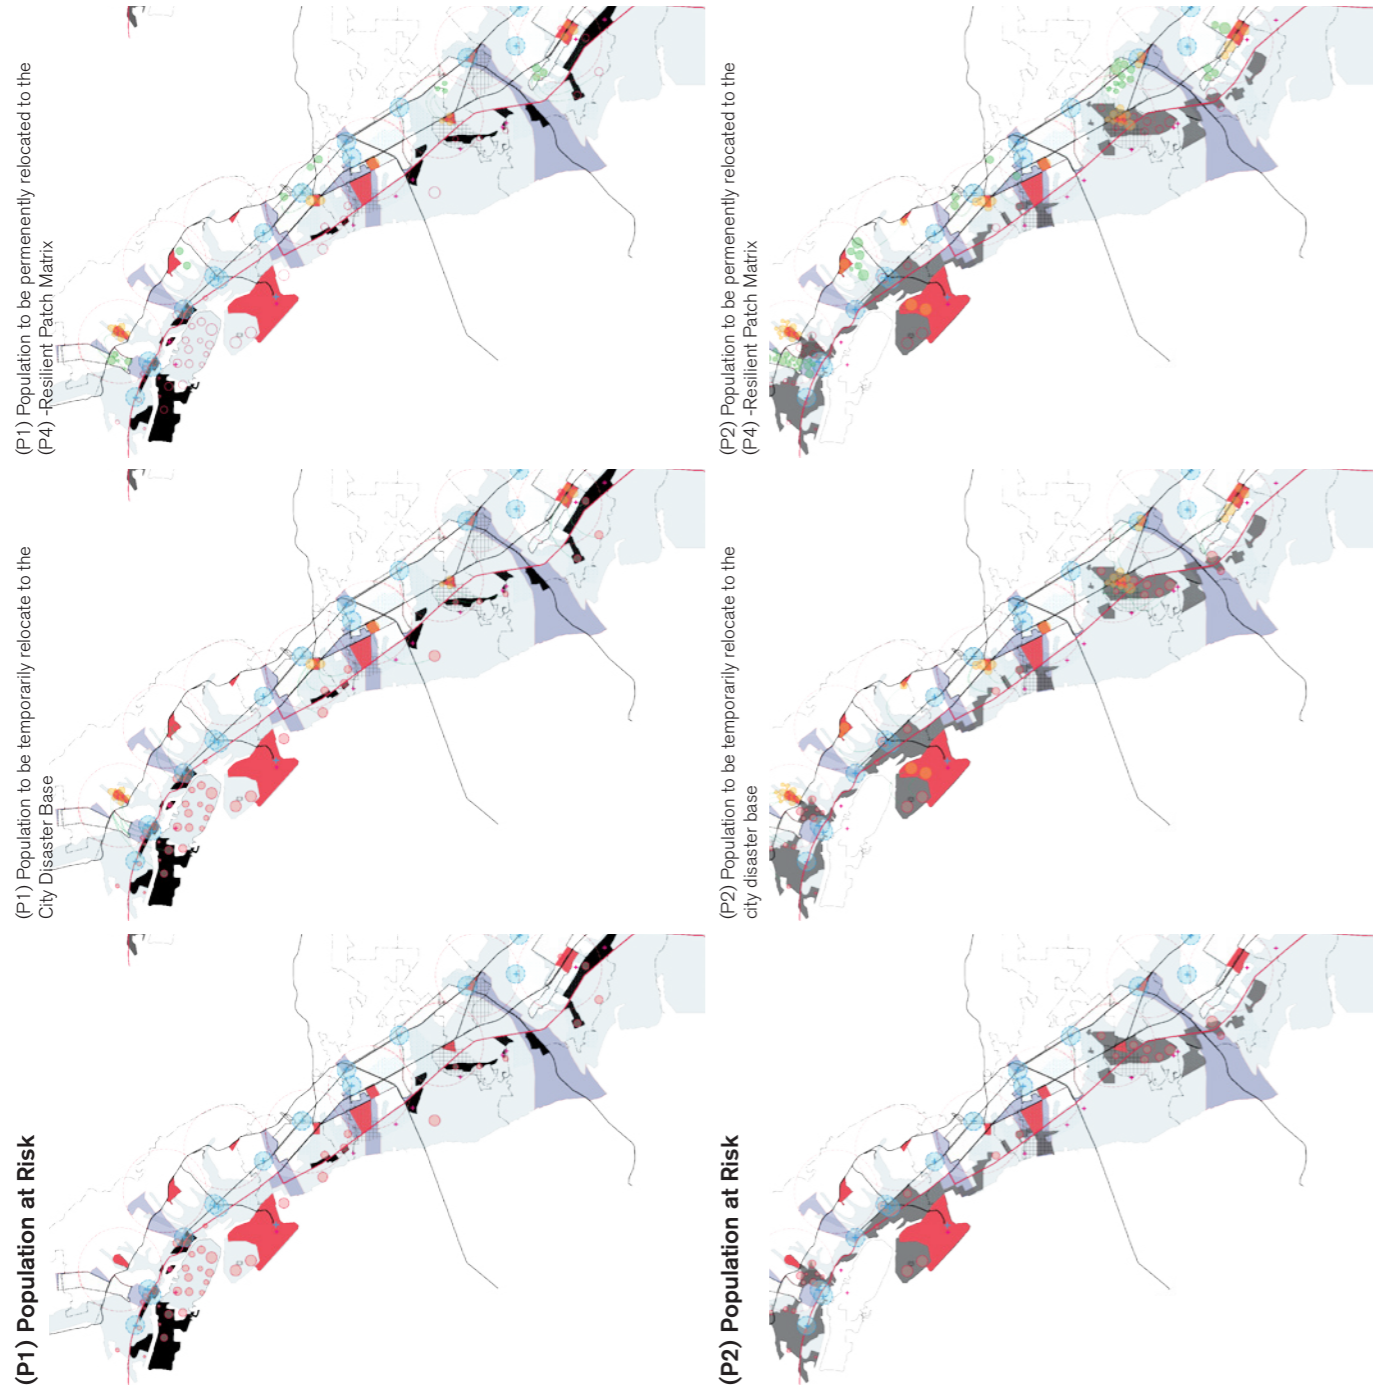 (P1) Population at Risk
(P1) Population to be temporarily relocate to the
City Disaster Base
(P1) Population to be permenently relocated to the
(P4) -Resilient Patch Matrix
(P2) Population at Risk
(P2) Population to be temporarily relocate to the
city disaster base
(P2) Population to be permenently relocated to the
(P4) -Resilient Patch Matrix